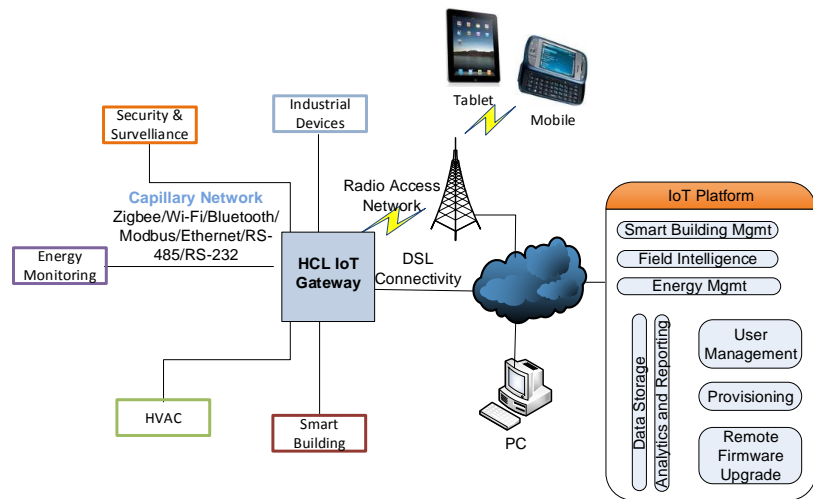 Tablet
Mobile
Security &
Survelliance
Industrial
Devices
Capillary Network
Zigbee/Wi-Fi/Bluetooth/
Modbus/Ethernet/RS-
485/RS-232
Radio Access
Network
Energy
Monitoring
HCL IoT
Gateway
DSL
Connectivity
HVAC
Smart
Building
PC
IoT Platform
Smart Building Mgmt
Field Intelligence
Energy Mgmt
Data Storage
Analytics and Reporting
User
Management
Provisioning
Remote
Firmware
Upgrade